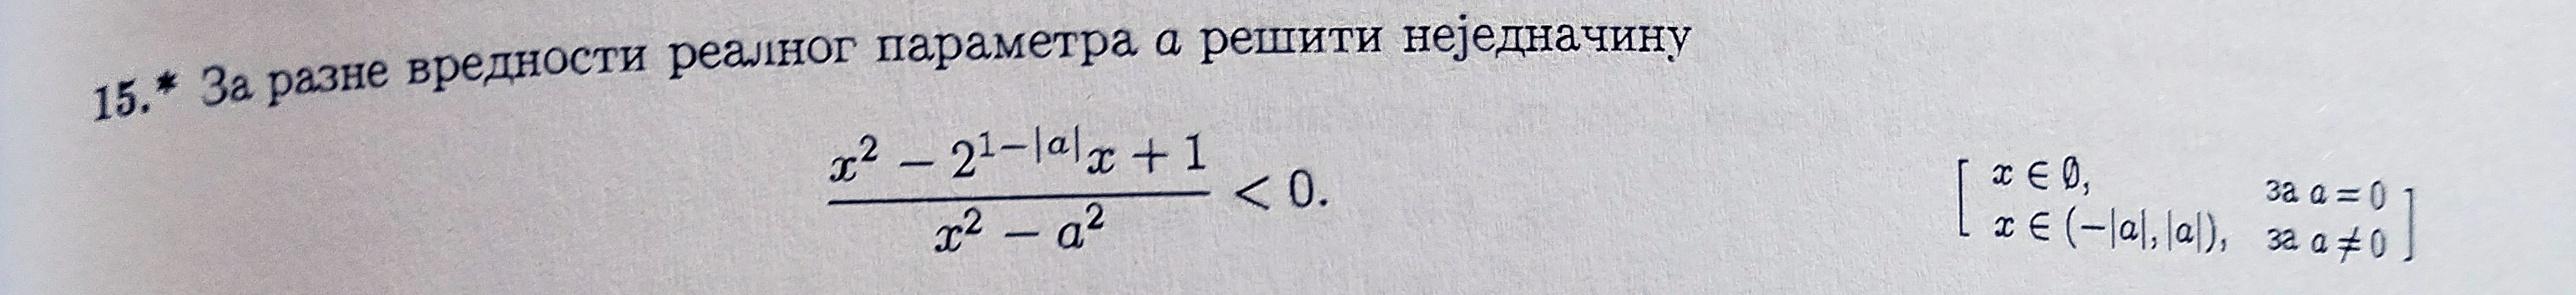 15.* За разне вредности реалног параметра a решити неједначину
$$\frac{x^2 - 2^{1-|a|}x + 1}{x^2 - a^2} < 0.$$
$$\left[\begin{array}{ll} x \in \emptyset, & \text{за } a = 0 \\ x \in (-|a|, |a|), & \text{за } a \neq 0 \end{array}\right]$$